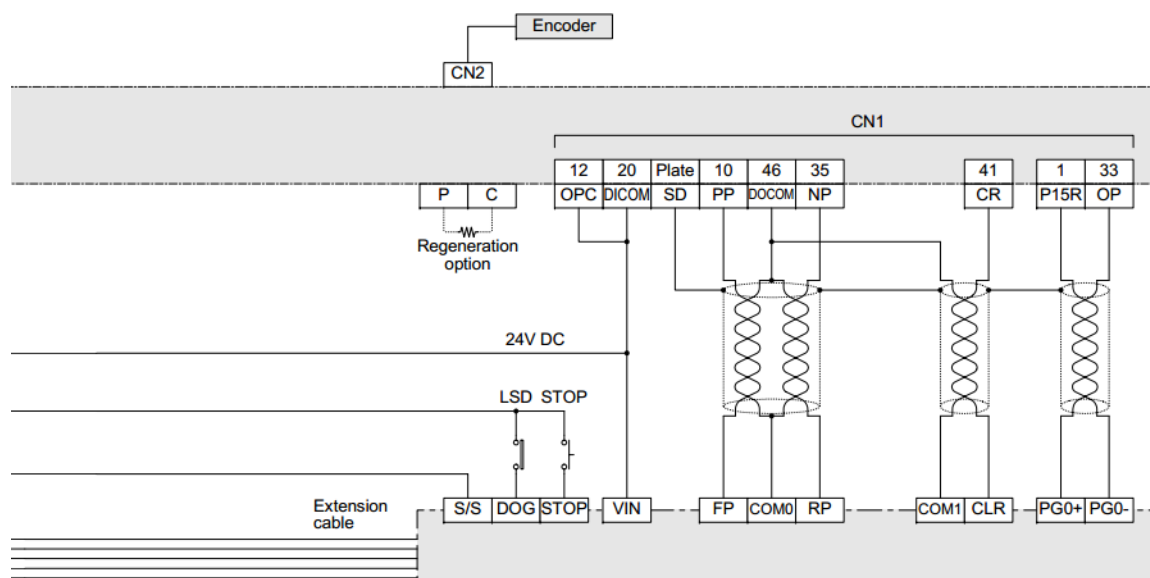 Encoder
CN2
CN1
12 20 Plate 10 46 35 41 1 33
P C OPC DICOM SD PP DOCOM NP CR P15R OP
Regeneration
option
24V DC
LSD STOP
Extension
cable
S/S DOG STOP VIN FP COM0 RP COM1 CLR PG0+ PG0-